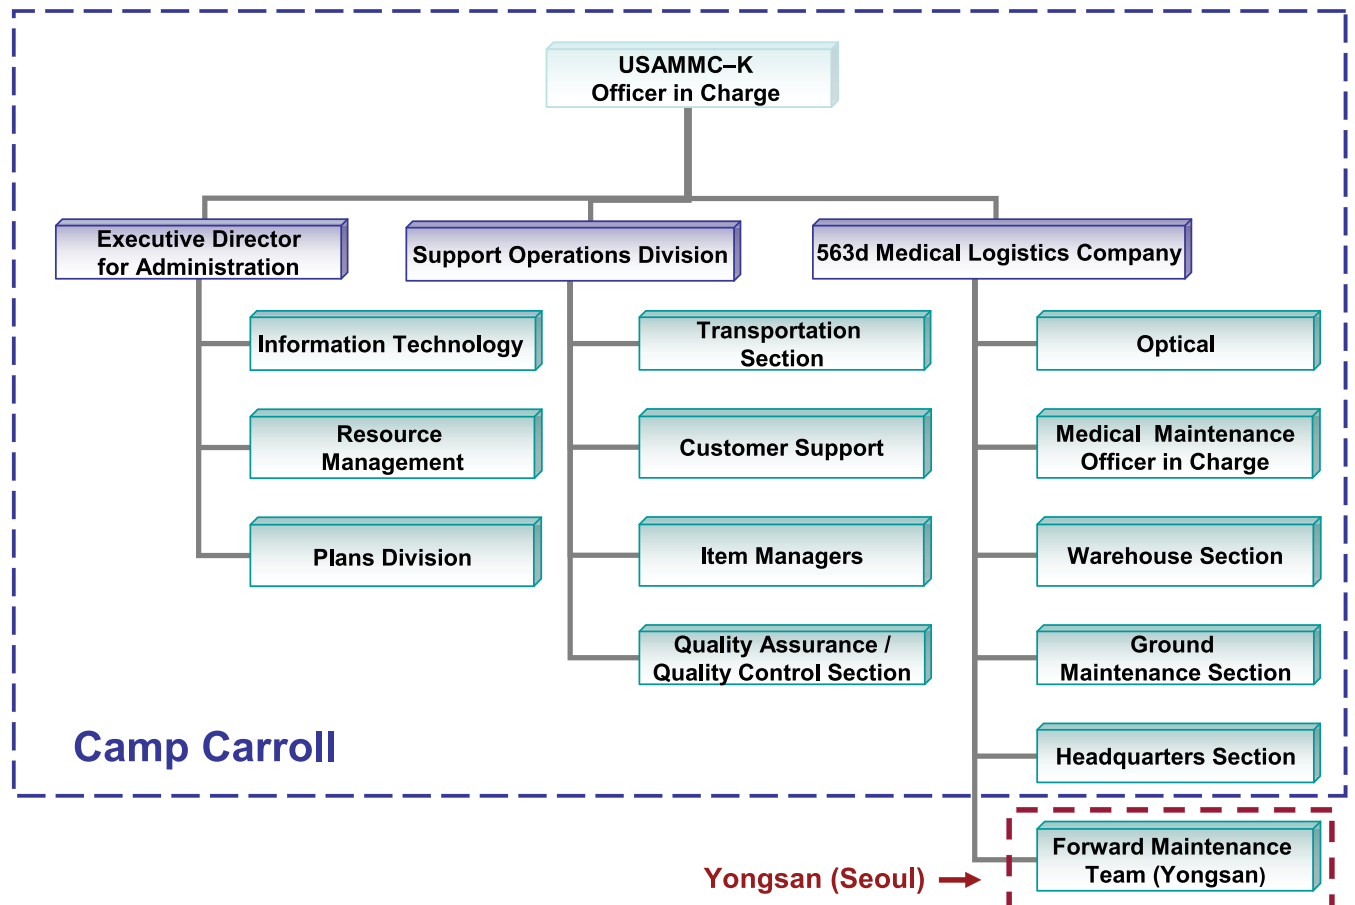 USAMMC–K
Officer in Charge
Executive Director
for Administration
Support Operations Division
563d Medical Logistics Company
Information Technology
Resource
Management
Plans Division
Transportation
Section
Customer Support
Item Managers
Quality Assurance /
Quality Control Section
Optical
Medical Maintenance
Officer in Charge
Warehouse Section
Ground
Maintenance Section
Headquarters Section
Camp Carroll
Forward Maintenance
Team (Yongsan)
Yongsan (Seoul)